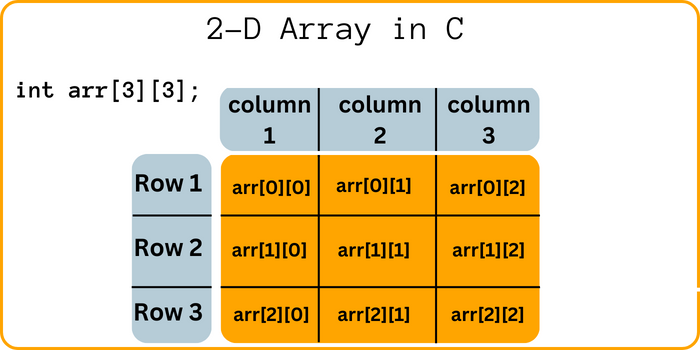 2-D Array in C
int arr[3][3];
column 1 column 2 column 3
Row 1 arr[0][0] arr[0][1] arr[0][2]
Row 2 arr[1][0] arr[1][1] arr[1][2]
Row 3 arr[2][0] arr[2][1] arr[2][2]